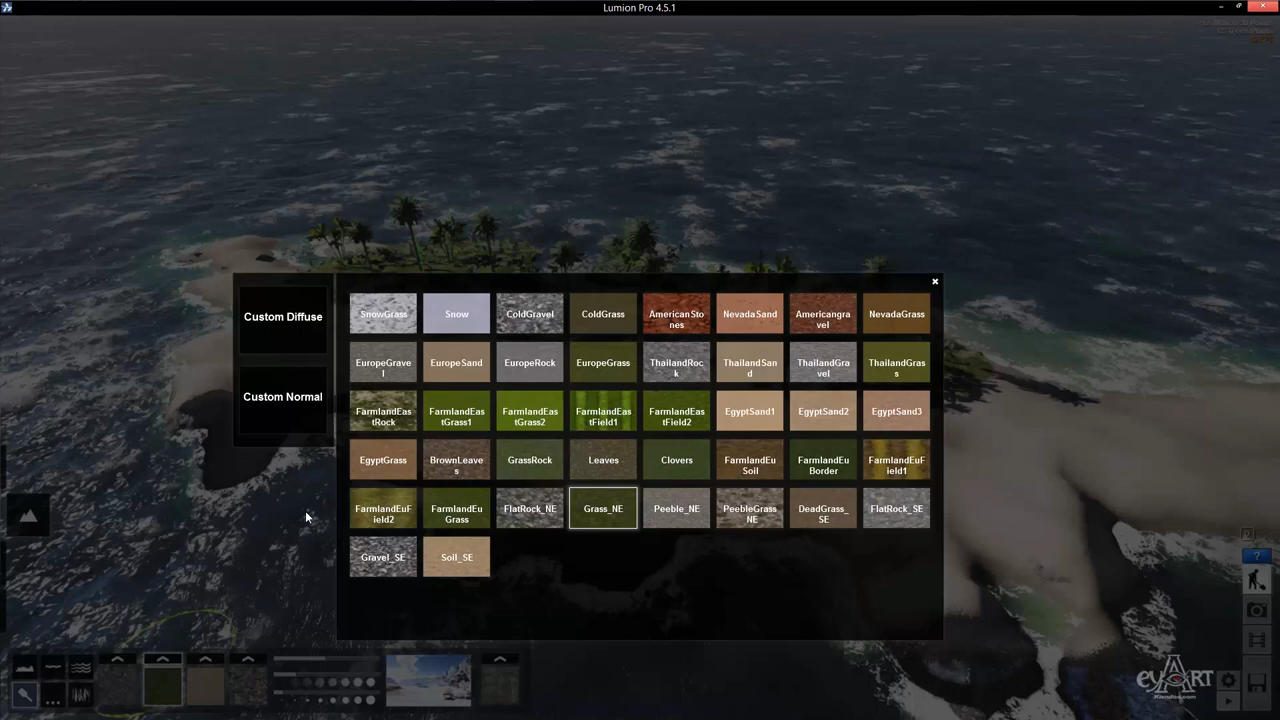 Lumion Pro 4.5.1
Custom Diffuse
Custom Normal
SnowGrass
Snow
ColdGravel
ColdGrass
AmericanSto
nes
NevadaSand
Americangra
vel
NevadaGrass
EuropeGrave
l
EuropeSand
EuropeRock
EuropeGrass
ThailandRoc
k
ThailandSan
d
ThailandGra
vel
ThailandGras
s
FarmlandEas
tRock
FarmlandEas
tGrass1
FarmlandEas
tGrass2
FarmlandEas
tField1
FarmlandEas
tField2
EgyptSand1
EgyptSand2
EgyptSand3
EgyptGrass
BrownLeave
s
GrassRock
Leaves
Clovers
FarmlandEu
Soil
FarmlandEu
Border
FarmlandEuF
ield1
FarmlandEuF
ield2
FarmlandEu
Grass
FlatRock_NE
Grass_NE
Peeble_NE
PeebleGrass
NE
DeadGrass_
SE
FlatRock_SE
Gravel_SE
Soil_SE
?